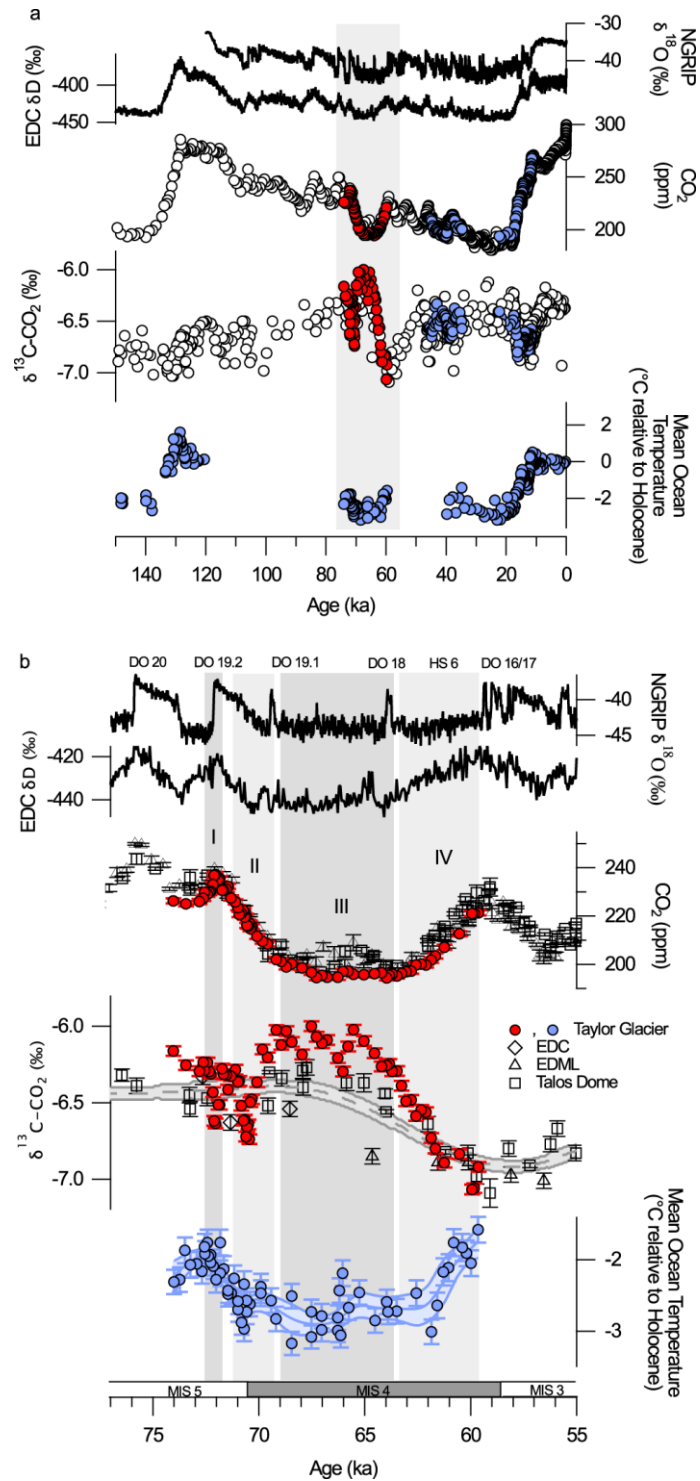 a
-30
-40
NGRIP
δ18O (‰)
EDC δD (‰)
-400
-450
300
250
200
CO2
(ppm)
-6.0
-6.5
-7.0
δ13C-CO2 (‰)
2
0
-2
Mean Ocean
Temperature
(°C relative to Holocene)
140 120 100 80 60 40 20 0
Age (ka)
b
DO 20 DO 19.2 DO 19.1 DO 18 HS 6 DO 16/17
-40
-45
NGRIP δ18O (‰)
EDC δD (‰)
-420
-440
I
II
III
IV
240
220
200
CO2
(ppm)
-6.0
-6.5
-7.0
δ13C-CO2 (‰)
, Taylor Glacier
EDC
EDML
Talos Dome
-2
-3
Mean Ocean Temperature
(°C relative to Holocene)
MIS 5 MIS 4 MIS 3
75 70 65 60 55
Age (ka)